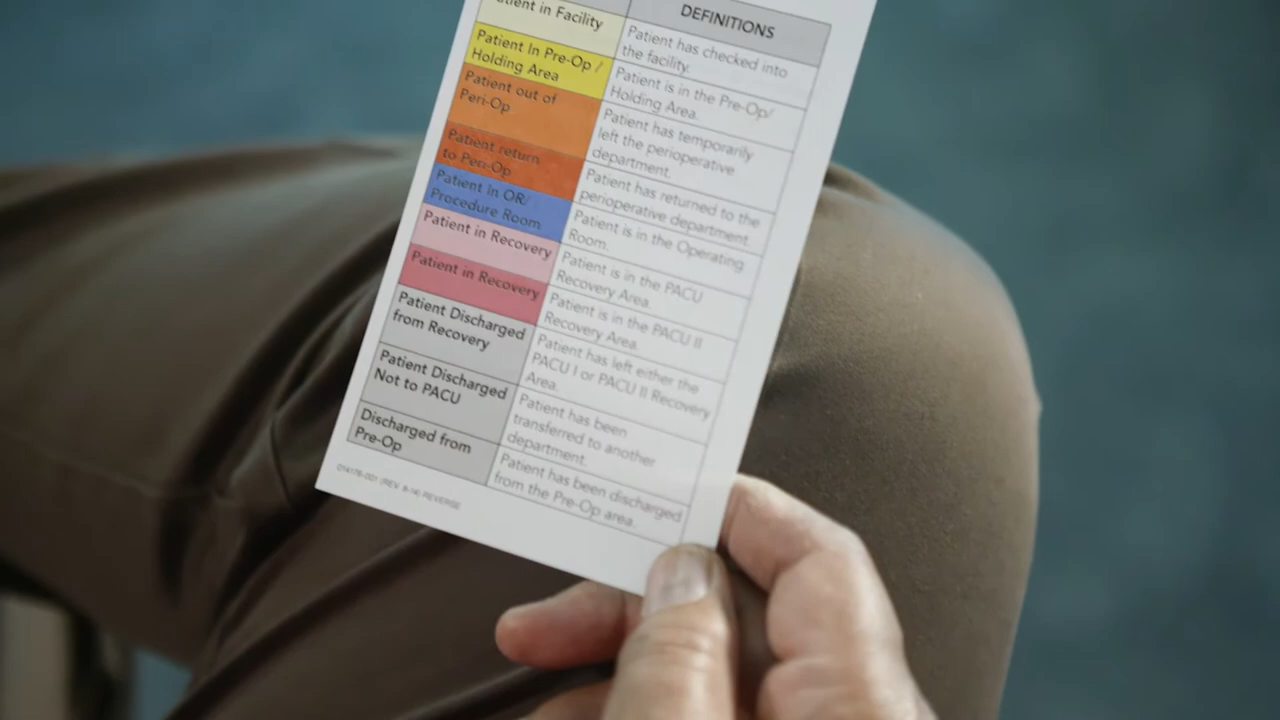 DEFINITIONS
Patient in Facility
Patient has checked into
the facility.
Patient In Pre-Op /
Holding Area
Patient is in the Pre-Op/
Holding Area.
Patient out of
Peri-Op
Patient has temporarily
left the perioperative
department.
Patient return
to Peri-Op
Patient has returned to the
perioperative department
Patient In OR/
Procedure Room
Patient is in the Operating
Room.
Patient in Recovery
Patient is in the PACU
Recovery Area.
Patient in Recovery
Patient is in the PACU II
Recovery Area.
Patient Discharged
from Recovery
Patient has left either the
PACU I or PACU II Recovery
Area.
Patient Discharged
Not to PACU
Patient has been
transferred to another
department.
Discharged from
Pre-Op
Patient has been discharged
from the Pre-Op area.
REVERSE